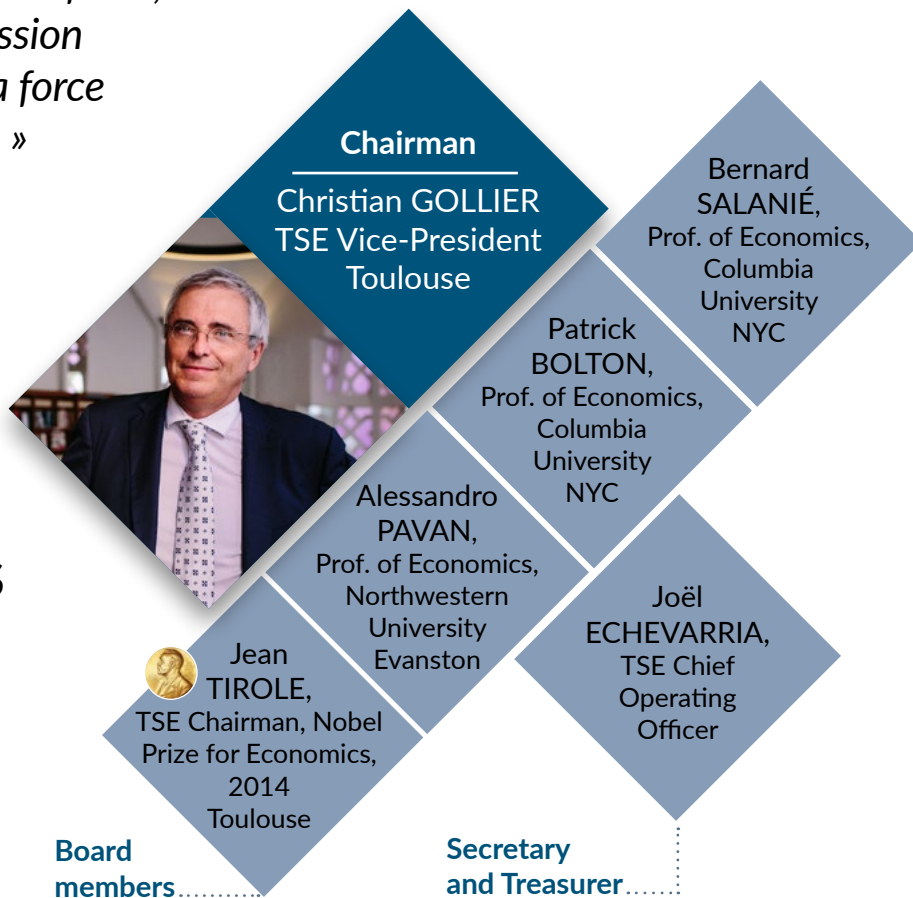 ssion
a force
»
Chairman
Christian GOLLIER
TSE Vice-President
Toulouse
Bernard
SALANIÉ,
Prof. of Economics,
Columbia
University
NYC
Patrick
BOLTON,
Prof. of Economics,
Columbia
University
NYC
Alessandro
PAVAN,
Prof. of Economics,
Northwestern
University
Evanston
Jean
TIROLE,
TSE Chairman, Nobel
Prize for Economics,
2014
Toulouse
Joël
ECHEVARRIA,
TSE Chief
Operating
Officer
S
Board
members
Secretary
and Treasurer